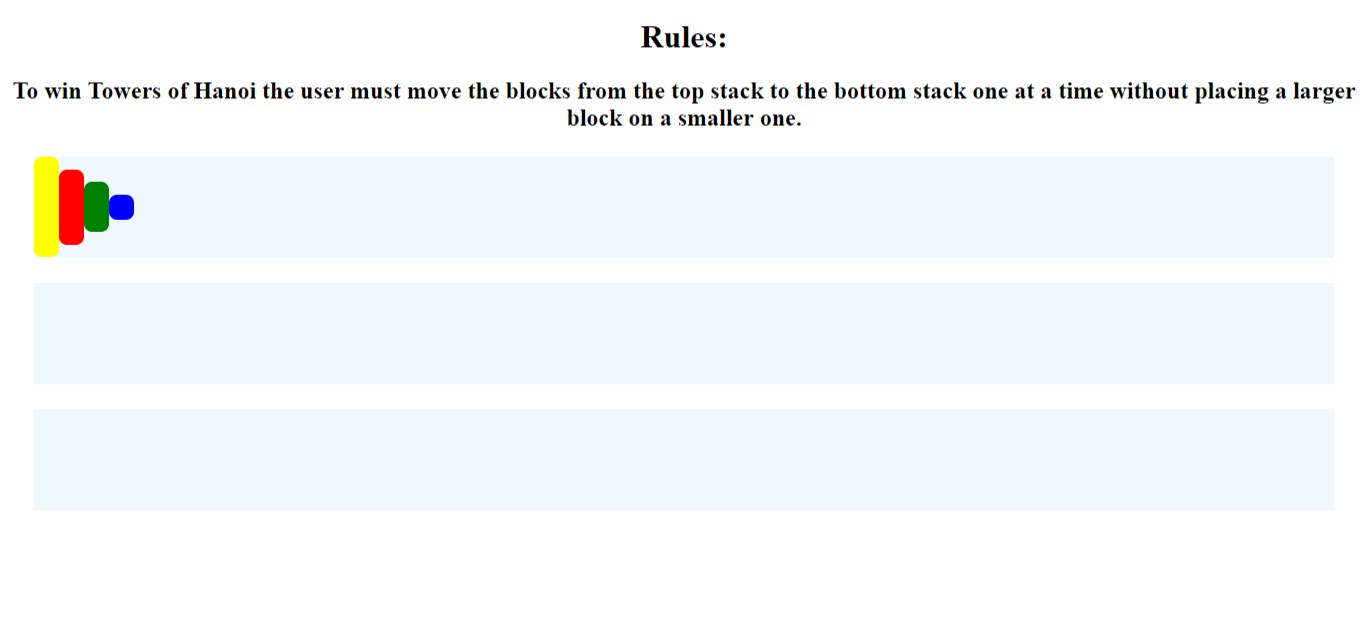 Rules:
To win Towers of Hanoi the user must move the blocks from the top stack to the bottom stack one at a time without placing a larger
block on a smaller one.